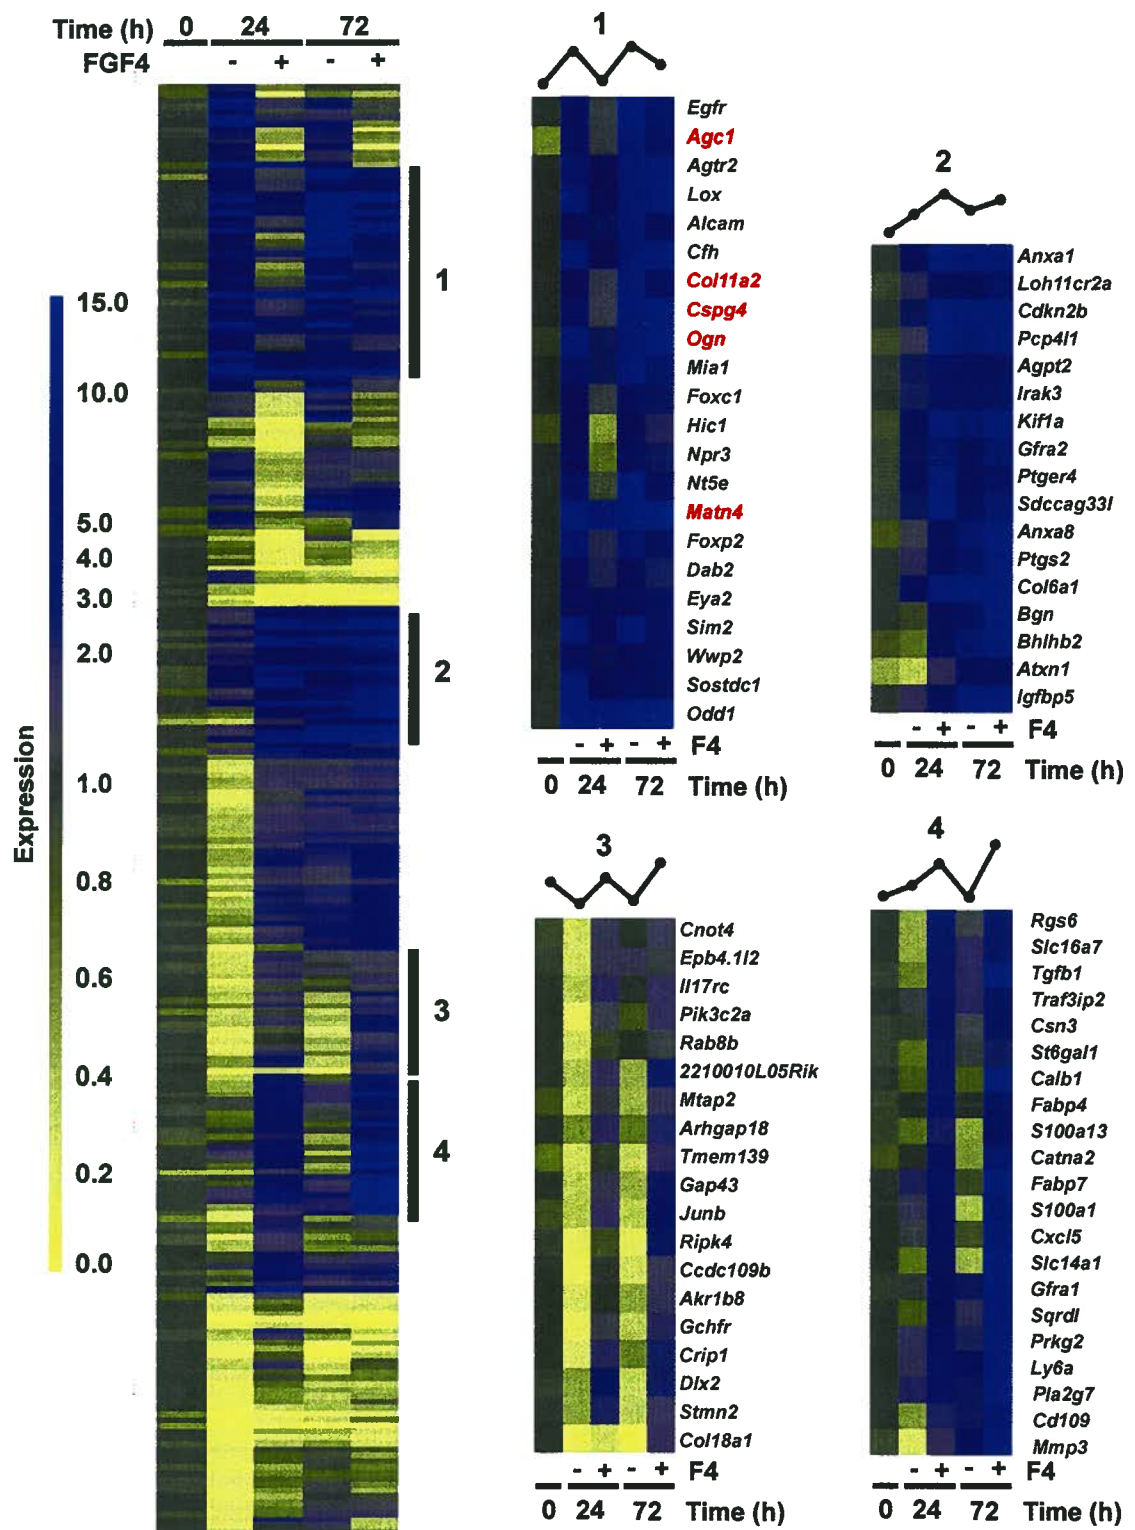 Time (h) 0 24 72
FGF4 - + - +
1
2
3
4
Expression
15.0
10.0
5.0
4.0
3.0
2.0
1.0
0.8
0.6
0.4
0.2
0.0
1
Egfr
Agc1
Agtr2
Lox
Alcam
Cfh
Col11a2
Cspg4
Ogn
Mia1
Foxc1
Hic1
Npr3
Nt5e
Matn4
Foxp2
Dab2
Eya2
Sim2
Wwp2
Sostdc1
Odd1
- + - + F4
0 24 72 Time (h)
2
Anxa1
Loh11cr2a
Cdkn2b
Pcp4l1
Agpt2
Irak3
Kif1a
Gfra2
Ptger4
Sdccag33l
Anxa8
Ptgs2
Col6a1
Bgn
Bhlhb2
Atxn1
Igfbp5
- + - + F4
0 24 72 Time (h)
3
Cnot4
Epb4.1l2
Il17rc
Pik3c2a
Rab8b
2210010L05Rik
Mtap2
Arhgap18
Tmem139
Gap43
Junb
Ripk4
Ccdc109b
Akr1b8
Gchfr
Crip1
Dlx2
Stmn2
Col18a1
- + - + F4
0 24 72 Time (h)
4
Rgs6
Slc16a7
Tgfb1
Traf3ip2
Csn3
St6gal1
Calb1
Fabp4
S100a13
Catna2
Fabp7
S100a1
Cxcl5
Slc14a1
Gfra1
Sqrdl
Prkg2
Ly6a
Pla2g7
Cd109
Mmp3
- + - + F4
0 24 72 Time (h)